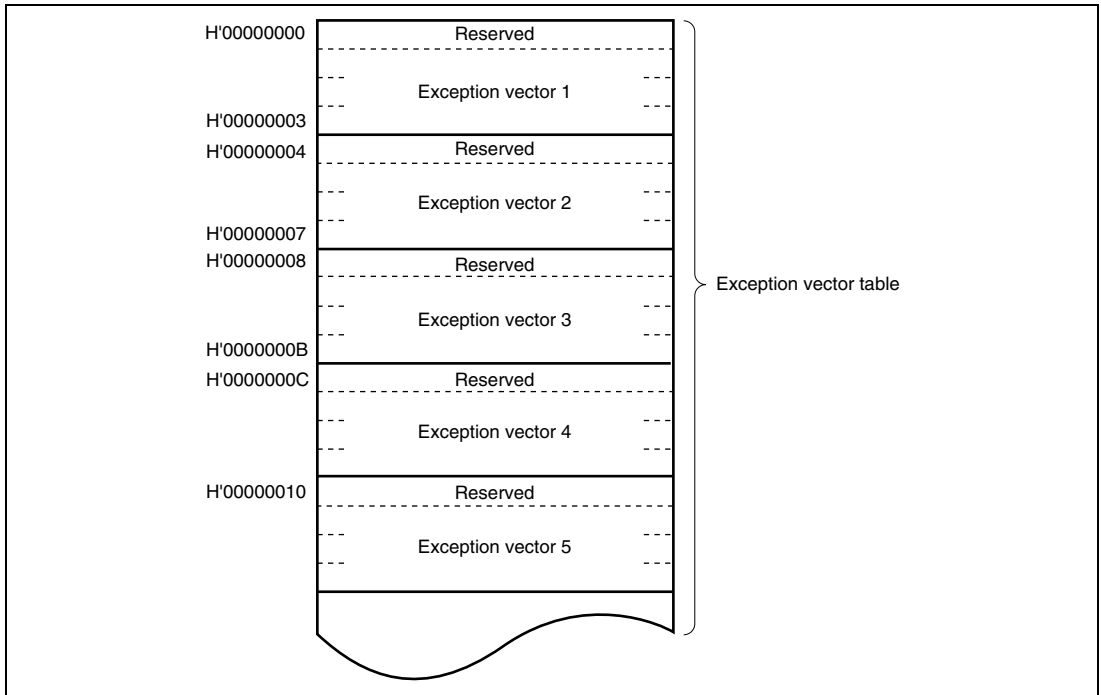 H'00000000
Reserved
Exception vector 1
H'00000003
H'00000004
Reserved
Exception vector 2
H'00000007
H'00000008
Reserved
Exception vector table
Exception vector 3
H'0000000B
H'0000000C
Reserved
Exception vector 4
H'00000010
Reserved
Exception vector 5